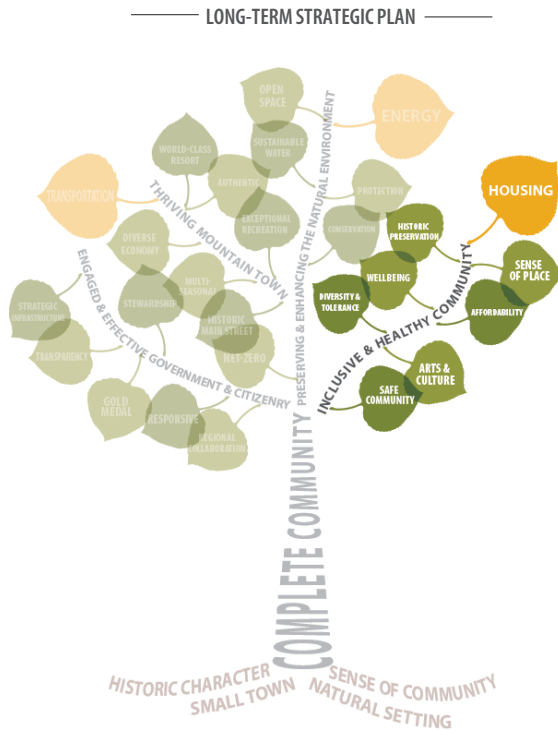 LONG-TERM STRATEGIC PLAN
OPEN
SPACE
ENERGY
WORLD-CLASS
RESORT
SUSTAINABLE
WATER
TRANSPORTATION
AUTHENTIC
PROTECTION
HOUSING
THRIVING MOUNTAIN TOWN
EXCEPTIONAL
RECREATION
CONSERVATION
HISTORIC
PRESERVATION
DIVERSE
ECONOMY
SENSE
OF PLACE
MULTI-
SEASONAL
WELLBEING
STRATEGIC
INFRASTRUCTURE
STEWARDSHIP
DIVERSITY &
TOLERANCE
AFFORDABILITY
HISTORIC
MAIN STREET
TRANSPARENCY
NET-ZERO
ENGAGED & EFFECTIVE GOVERNMENT & CITIZENRY
PRESERVING & ENHANCING THE NATURAL ENVIRONMENT
INCLUSIVE & HEALTHY COMMUNITY
ARTS &
CULTURE
GOLD
MEDAL
SAFE
COMMUNITY
RESPONSIVE
REGIONAL
COLLABORATION
COMPLETE COMMUNITY
HISTORIC CHARACTER
SENSE OF COMMUNITY
SMALL TOWN
NATURAL SETTING